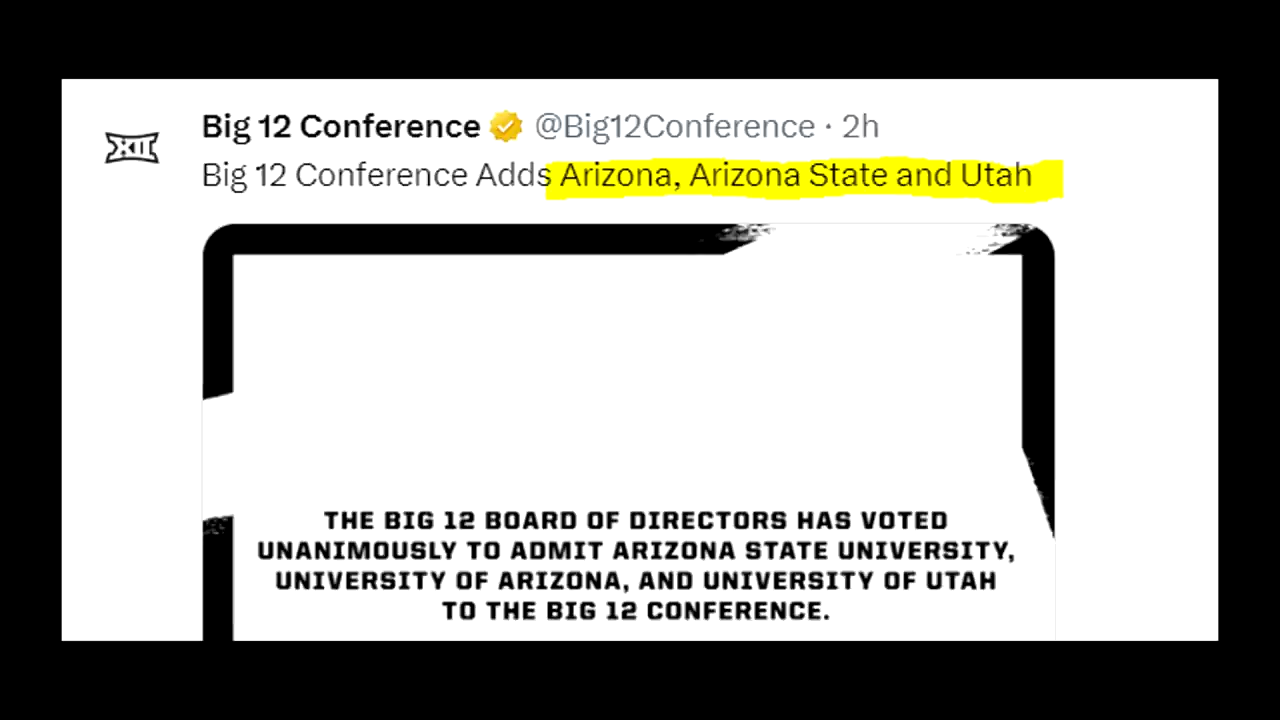 XII
Big 12 Conference @Big12Conference · 2h
Big 12 Conference Adds Arizona, Arizona State and Utah
THE BIG 12 BOARD OF DIRECTORS HAS VOTED
UNANIMOUSLY TO ADMIT ARIZONA STATE UNIVERSITY,
UNIVERSITY OF ARIZONA, AND UNIVERSITY OF UTAH
TO THE BIG 12 CONFERENCE.